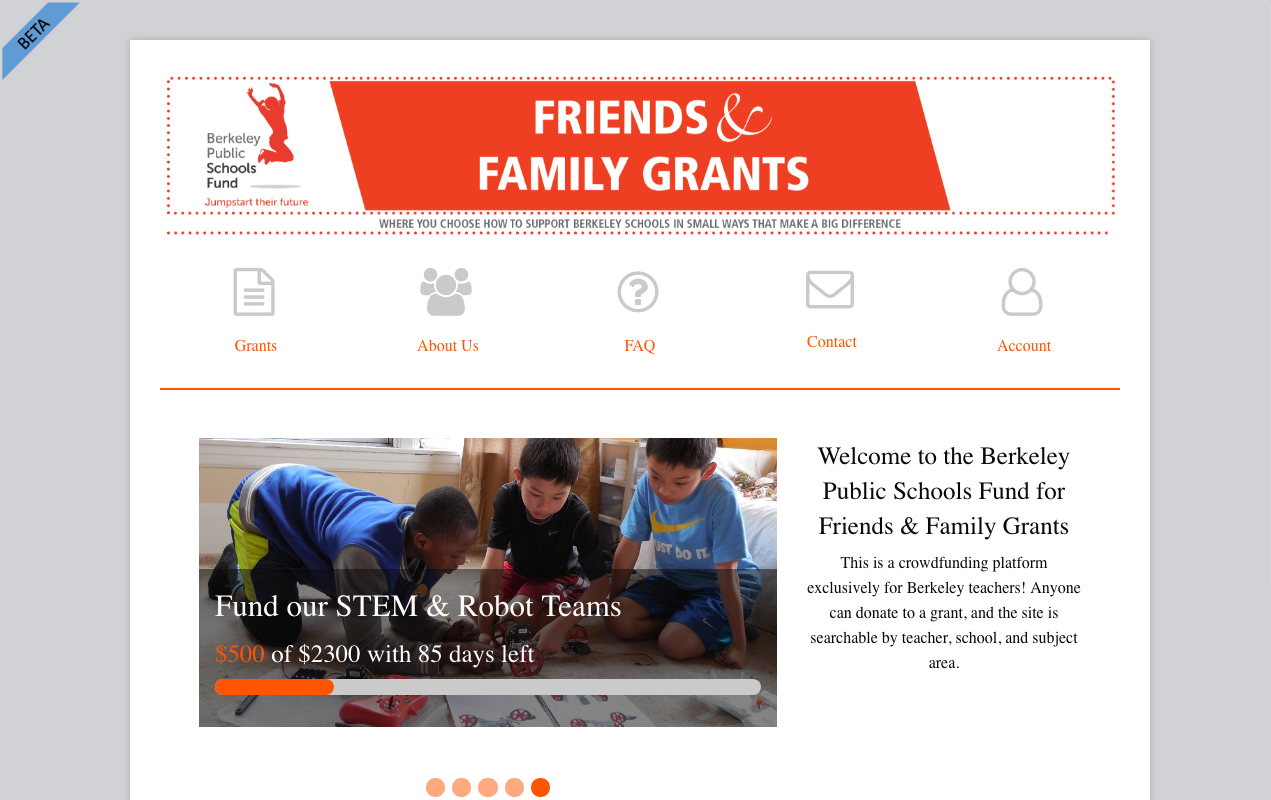 BETA
Berkeley
Public
Schools
Fund
Jumpstart their future
FRIENDS &
FAMILY GRANTS
WHERE YOU CHOOSE HOW TO SUPPORT BERKELEY SCHOOLS IN SMALL WAYS THAT MAKE A BIG DIFFERENCE
Grants
About Us
FAQ
Contact
Account
JUST DO IT.
Fund our STEM & Robot Teams
$500 of $2300 with 85 days left
Welcome to the Berkeley
Public Schools Fund for
Friends & Family Grants
This is a crowdfunding platform
exclusively for Berkeley teachers! Anyone
can donate to a grant, and the site is
searchable by teacher, school, and subject
area.